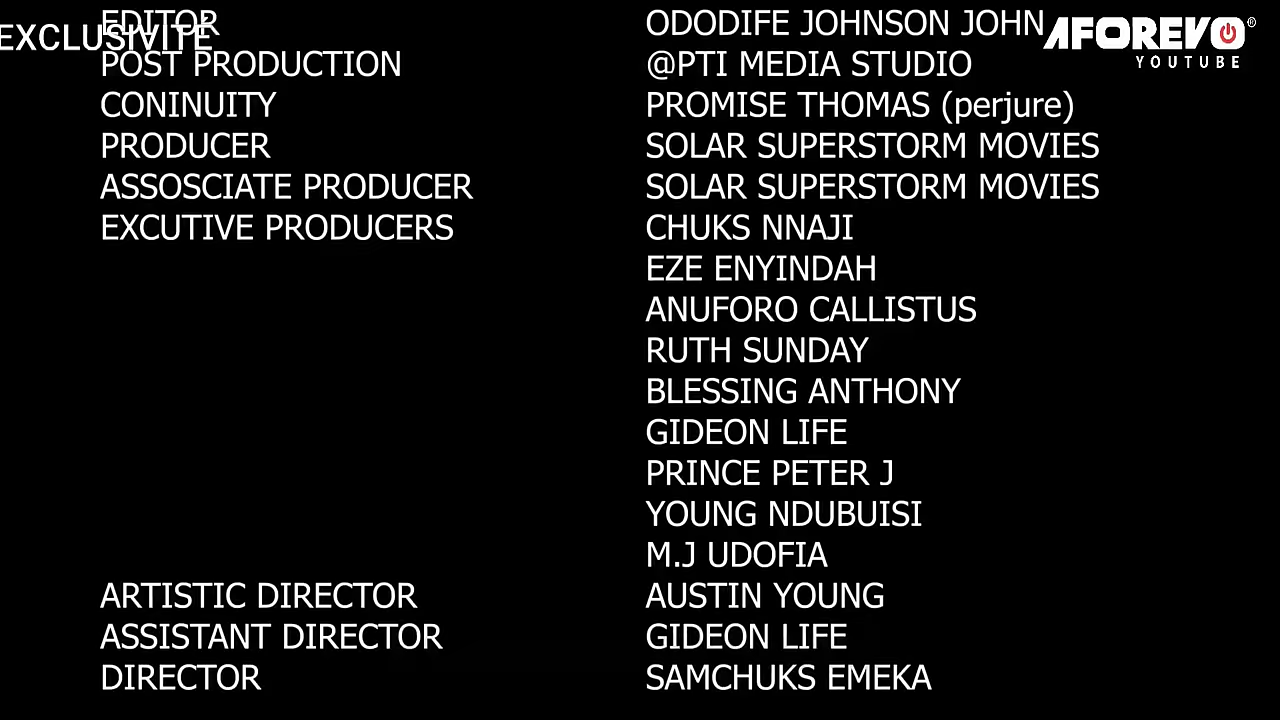 EDITOR ODODIFE JOHNSON JOHN
EXCLUSIVITÉ
AFOREVO®
YOUTUBE
POST PRODUCTION @PTI MEDIA STUDIO
CONINUITY PROMISE THOMAS (perjure)
PRODUCER SOLAR SUPERSTORM MOVIES
ASSOSCIATE PRODUCER SOLAR SUPERSTORM MOVIES
EXCUTIVE PRODUCERS CHUKS NNAJI
EZE ENYINDAH
ANUFORO CALLISTUS
RUTH SUNDAY
BLESSING ANTHONY
GIDEON LIFE
PRINCE PETER J
YOUNG NDUBUISI
M.J UDOFIA
ARTISTIC DIRECTOR AUSTIN YOUNG
ASSISTANT DIRECTOR GIDEON LIFE
DIRECTOR SAMCHUKS EMEKA